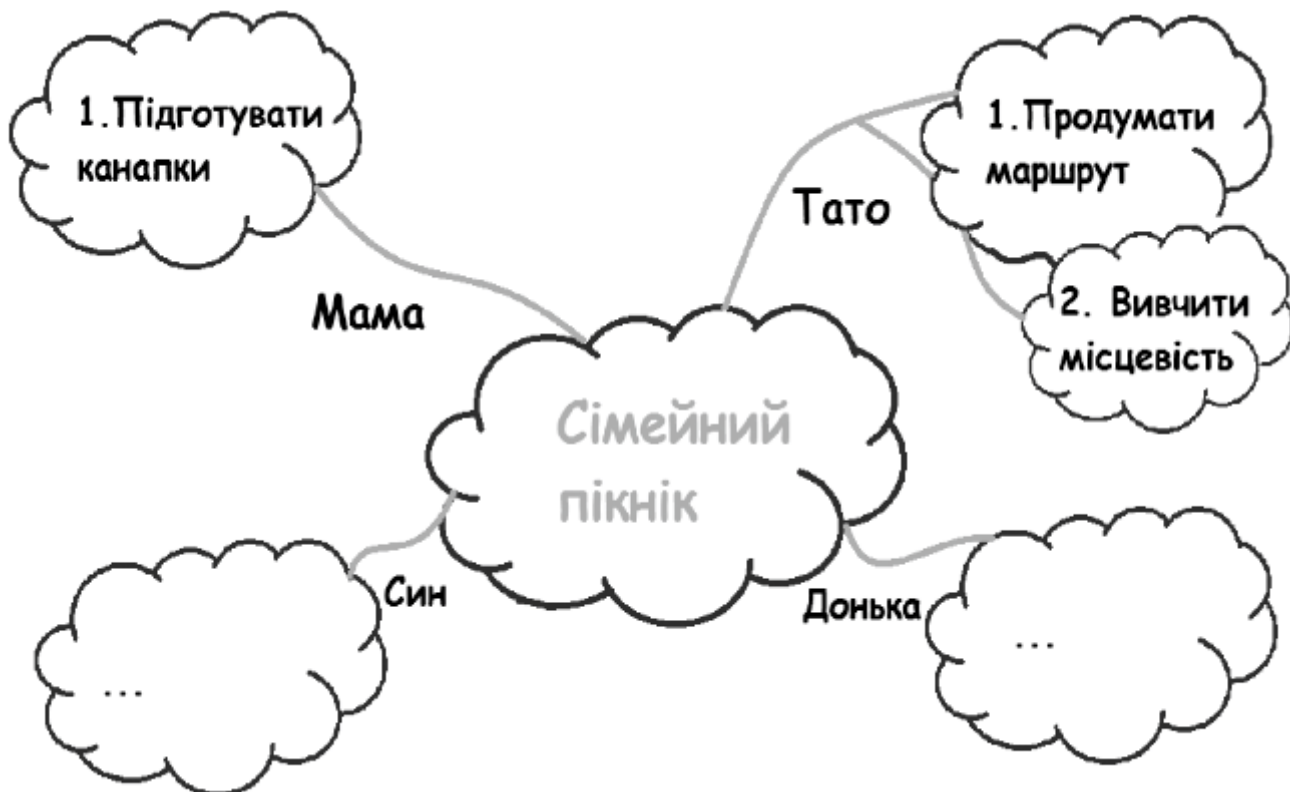 1.Підготувати
канапки
Мама
1.Продумати
маршрут
Тато
2. Вивчити
місцевість
Сімейний
пікнік
Син
...
Донька
...